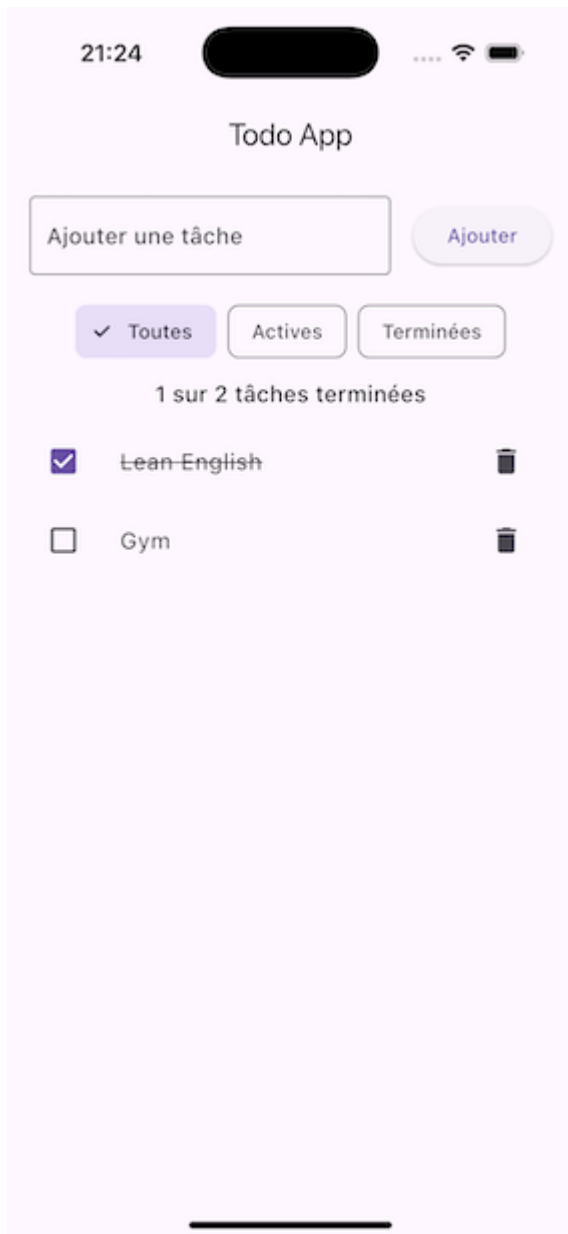 21:24
Todo App
Ajouter une tâche
Ajouter
Toutes
Actives
Terminées
1 sur 2 tâches terminées
Lean English
Gym